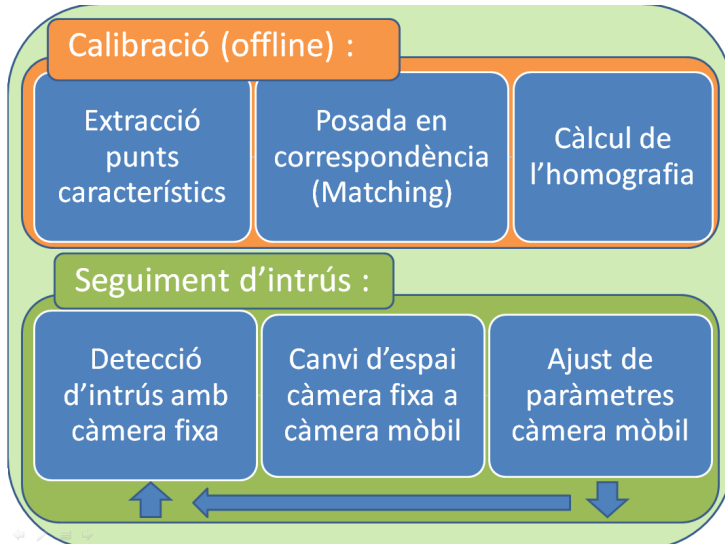 Calibració (offline) :
Extracció
punts
característics
Posada en
correspondència
(Matching)
Càlcul de
l'homografia
Seguiment d'intrús :
Detecció
d'intrús amb
càmera fixa
Canvi d'espai
càmera fixa a
càmera mòbil
Ajust de
paràmetres
càmera mòbil